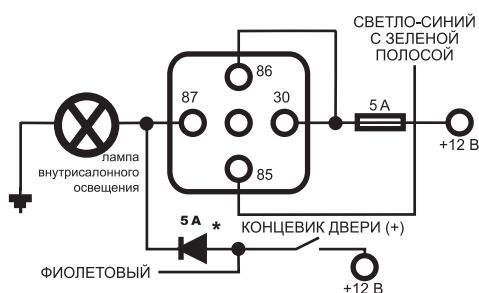 СВЕТЛО-СИНИЙ
С ЗЕЛЕНОЙ
ПОЛОСОЙ
86
87
30
5 А
+12 В
лампа
внутрисалонного
освещения
85
5 А *
КОНЦЕВИК ДВЕРИ (+)
ФИОЛЕТОВЫЙ
+12 В